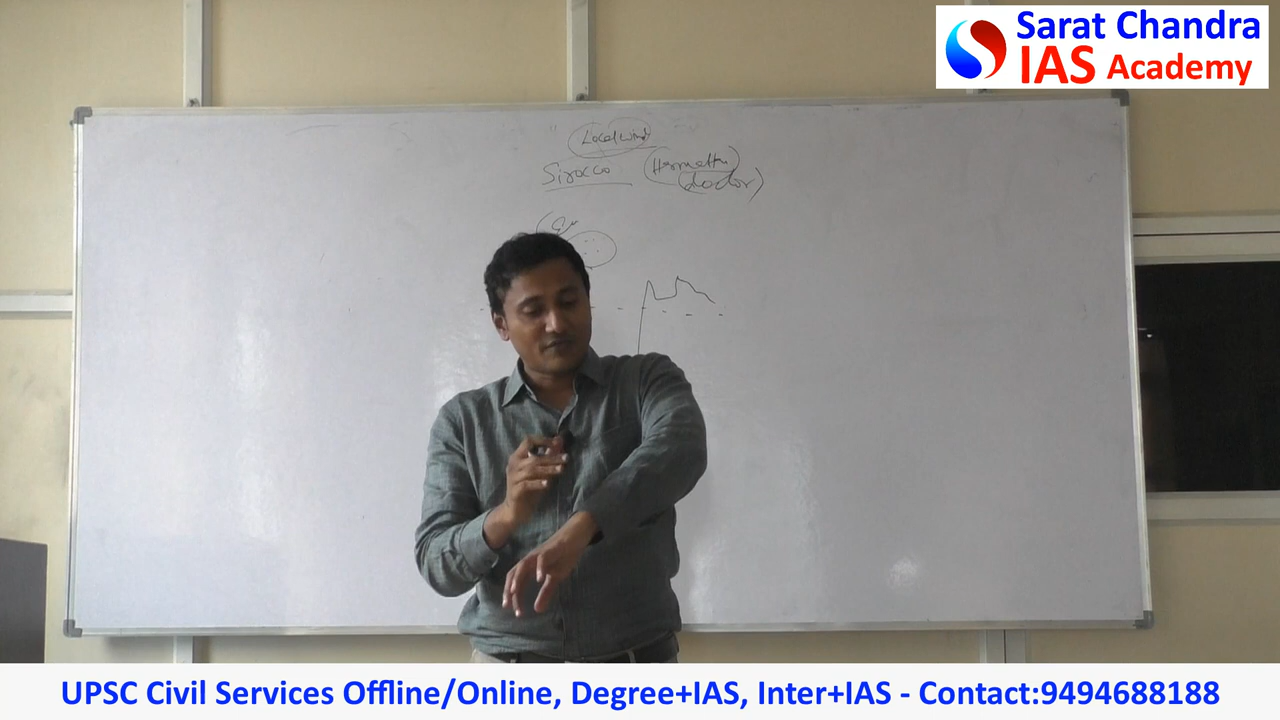 Sarat Chandra
IAS Academy
Local wind
Sirocco
(doctor)
UPSC Civil Services Offline/Online, Degree+IAS, Inter+IAS - Contact:9494688188